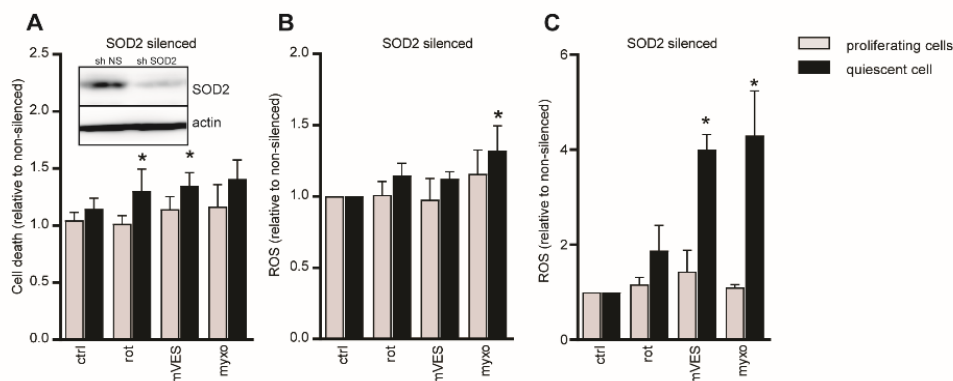 A
SOD2 silenced
Cell death (relative to non-silenced)
2.5
2.0
1.5
1.0
0.5
0.0
sh NS sh SOD2
SOD2
actin
*
*
ctrl
rot
mVES
myxo
B
SOD2 silenced
ROS (relative to non-silenced)
2.0
1.5
1.0
0.5
0.0
*
ctrl
rot
mVES
myxo
C
SOD2 silenced
ROS (relative to non-silenced)
6
4
2
0
*
*
ctrl
rot
mVES
myxo
proliferating cells
quiescent cell